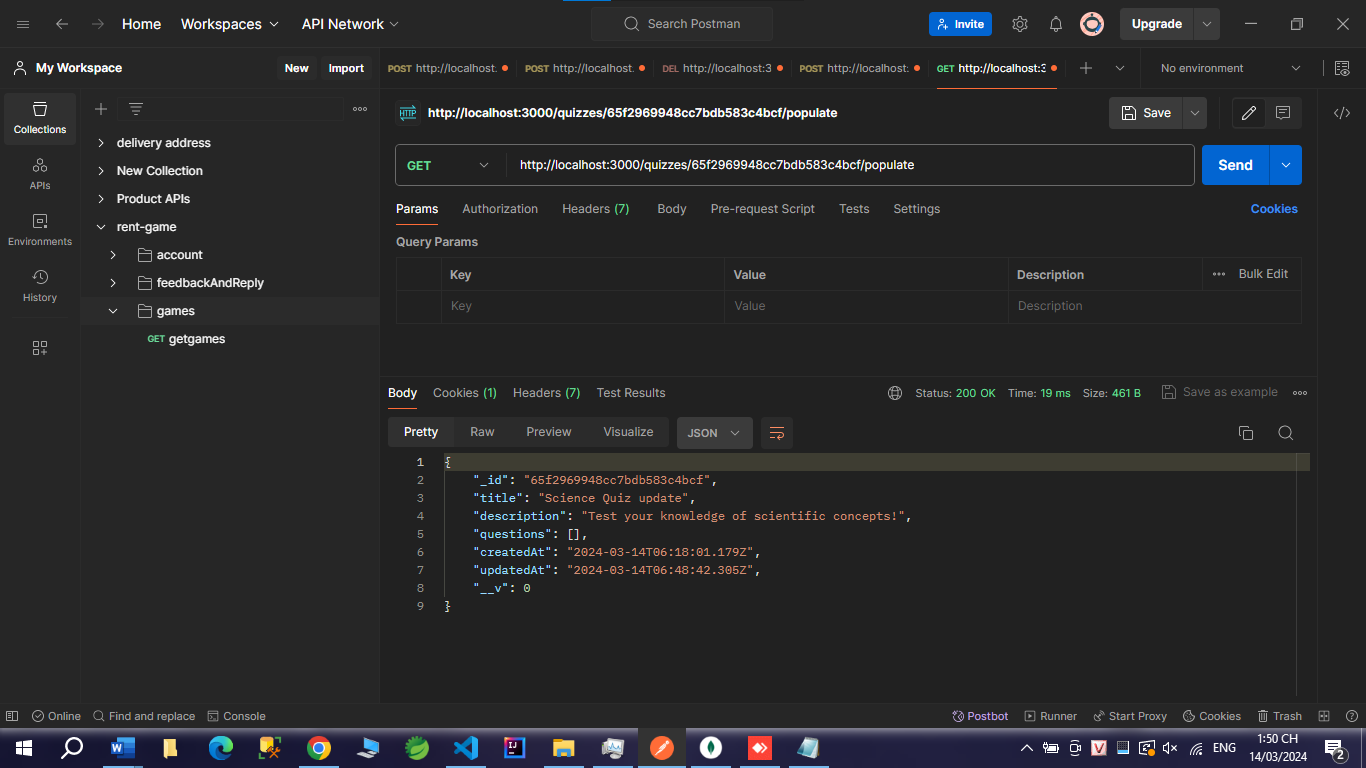 Home Workspaces API Network Search Postman Invite Upgrade
My Workspace New Import POST http://localhost. POST http://localhost. DEL http://localhost:3 POST http://localhost. GET http://localhost:3 No environment
Collections
APIs
Environments
History
delivery address
New Collection
Product APIs
rent-game
account
feedbackAndReply
games
GET getgames
HTTP http://localhost:3000/quizzes/65f2969948cc7bdb583c4bcf/populate Save
GET http://localhost:3000/quizzes/65f2969948cc7bdb583c4bcf/populate Send
Params Authorization Headers (7) Body Pre-request Script Tests Settings Cookies
Query Params
Key Value Description Bulk Edit
Key Value Description
Body Cookies (1) Headers (7) Test Results Status: 200 OK Time: 19 ms Size: 461 B Save as example
Pretty Raw Preview Visualize JSON
1 {
2 "_id": "65f2969948cc7bdb583c4bcf",
3 "title": "Science Quiz update",
4 "description": "Test your knowledge of scientific concepts!",
5 "questions": [],
6 "createdAt": "2024-03-14T06:18:01.179Z",
7 "updatedAt": "2024-03-14T06:48:42.305Z",
8 "__v": 0
9 }
Online Find and replace Console Postbot Runner Start Proxy Cookies Trash
ENG 1:50 CH
14/03/2024
2